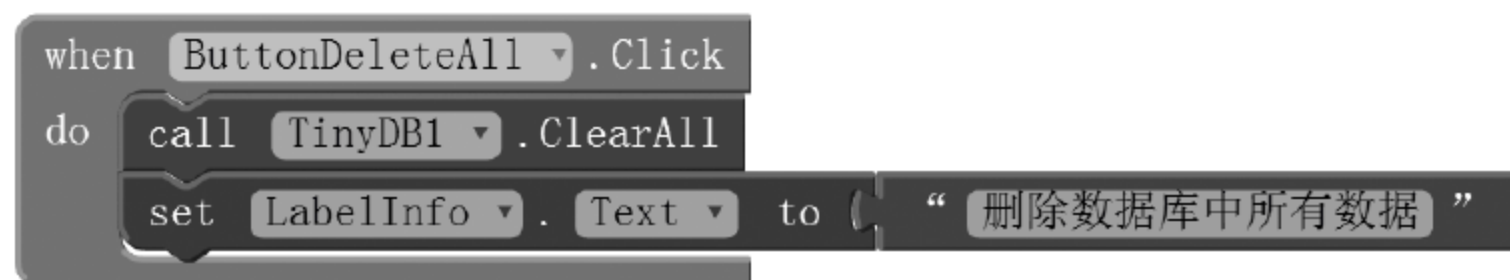 when ButtonDeleteAll .Click
do call TinyDB1 .ClearAll
set LabelInfo . Text to “ 删除数据库中所有数据 ”